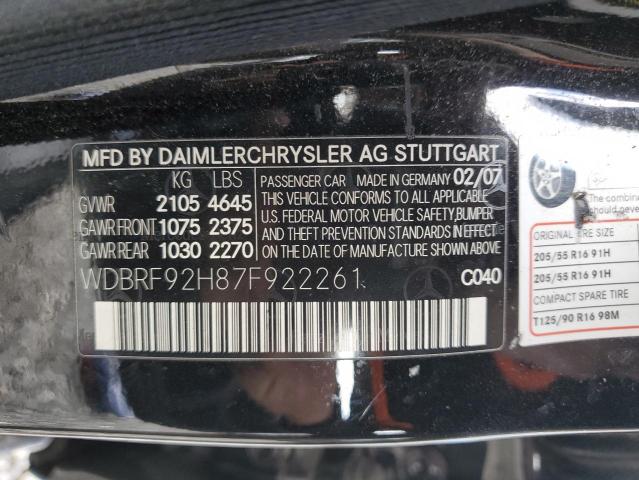 MFD BY DAIMLERCHRYSLER AG STUTTGART
KG LBS
GVWR 2105 4645
GAWR FRONT 1075 2375
GAWR REAR 1030 2270
PASSENGER CAR MADE IN GERMANY 02/07
THIS VEHICLE CONFORMS TO ALL APPLICABLE
U.S. FEDERAL MOTOR VEHICLE SAFETY, BUMPER
AND THEFT PREVENTION STANDARDS IN EFFECT
ON THE DATE OF MANUFACTURE SHOWN ABOVE
WDBRF92H87F922261
C040
should
ORIGINAL TIRE SIZE
205/55 R16 91H
205/55 R16 91H
COMPACT SPARE TIRE
T125/90 R16 98M